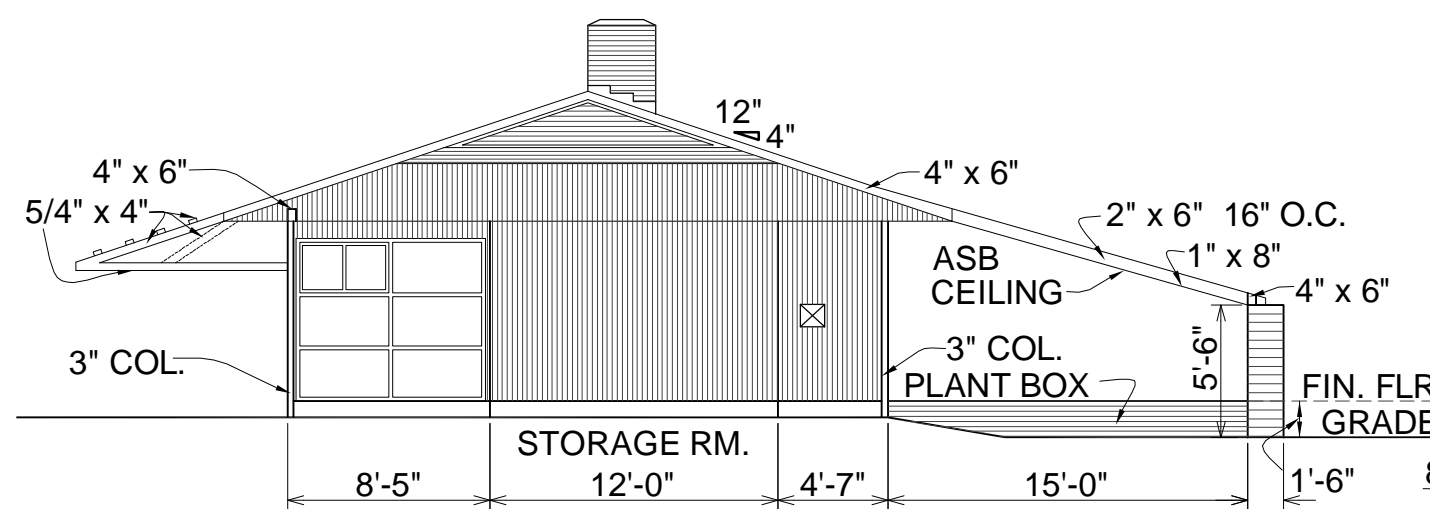 12"
4"
4" x 6"
4" x 6"
5/4" x 4"
2" x 6" 16" O.C.
1" x 8"
ASB
CEILING
4" x 6"
3" COL.
3" COL.
5'-6"
PLANT BOX
FIN. FLR
GRADE
STORAGE RM.
8'-5"
12'-0"
4'-7"
15'-0"
1'-6"
8